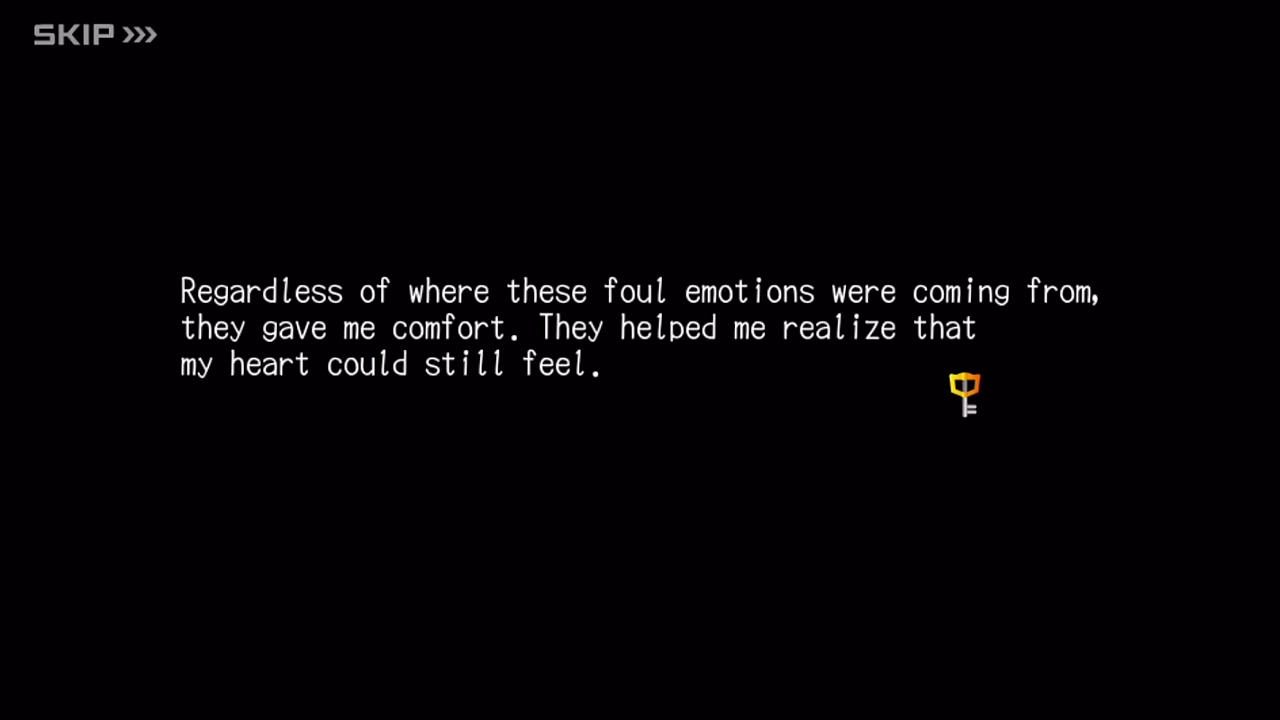 SKIP >>>
Regardless of where these foul emotions were coming from,
they gave me comfort. They helped me realize that
my heart could still feel.